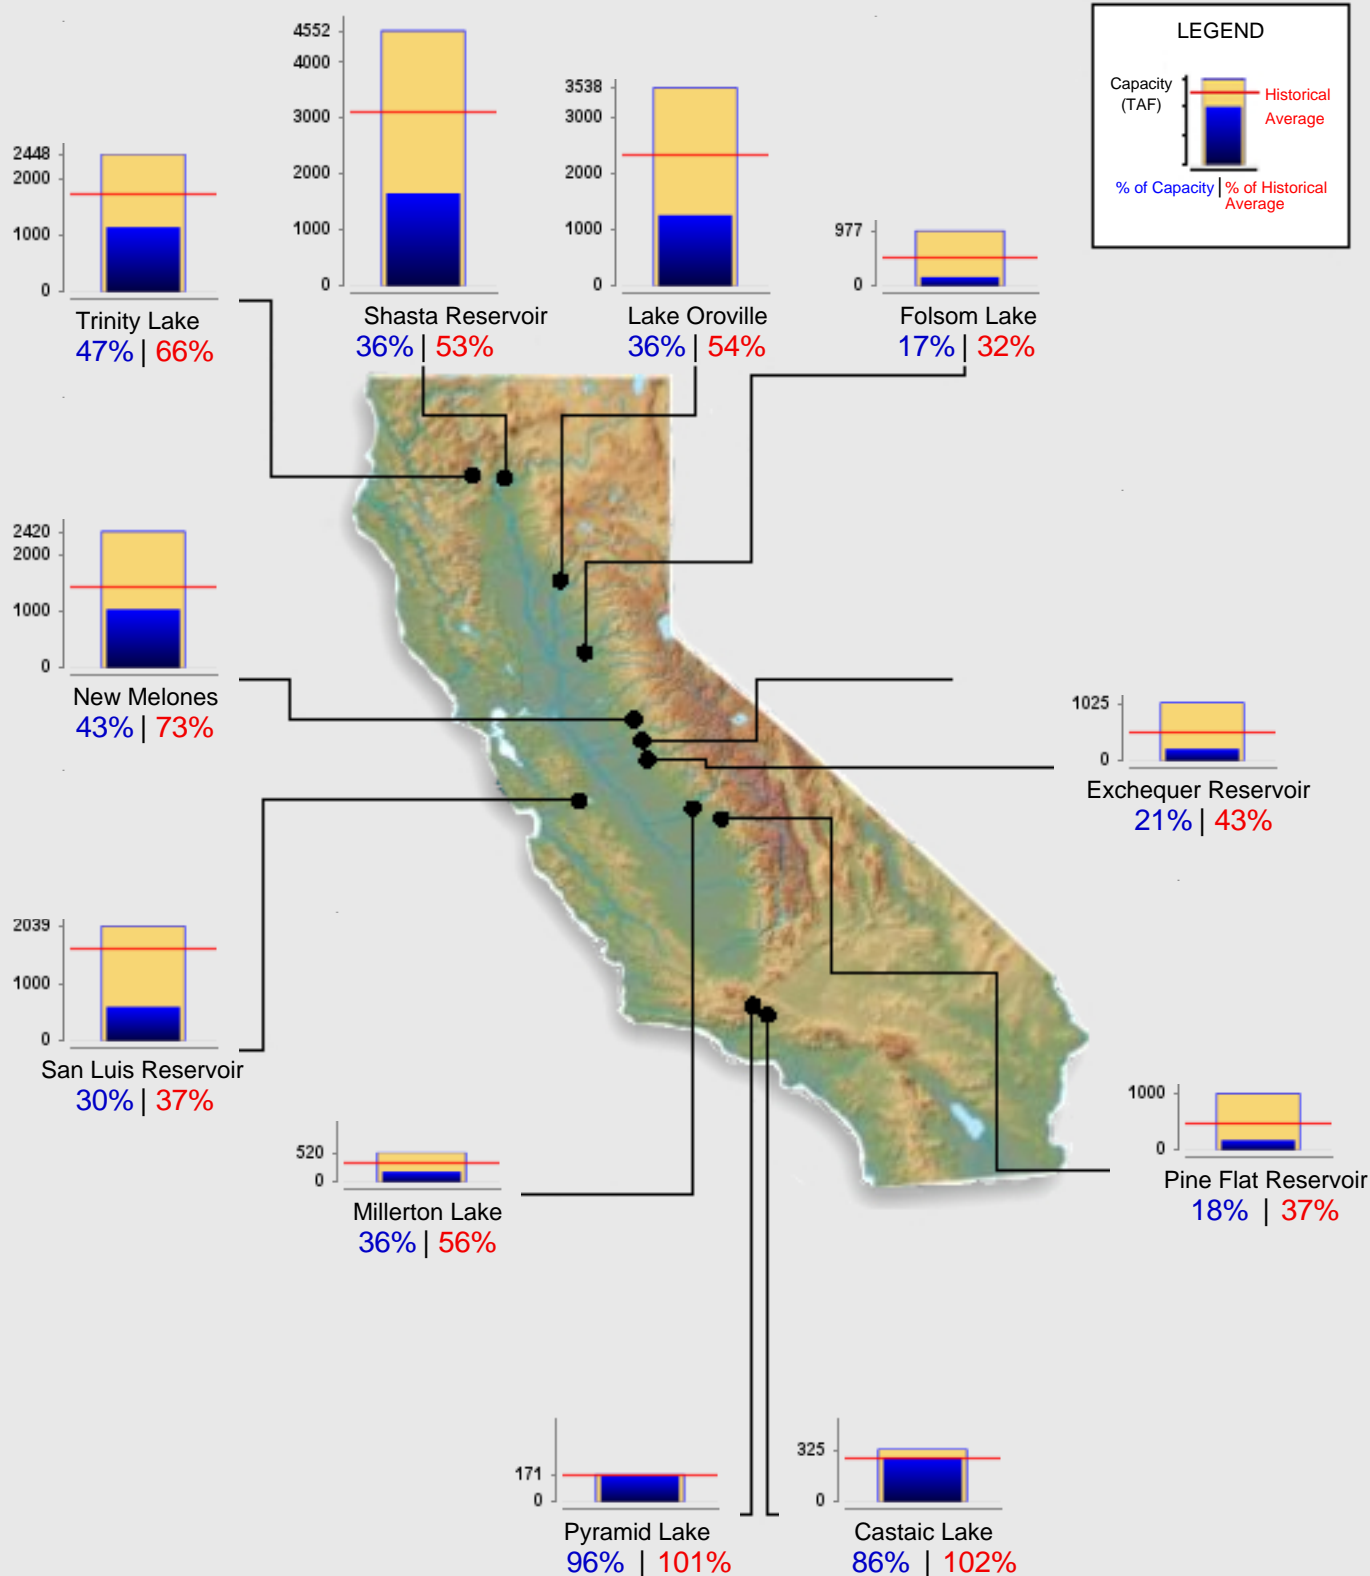 LEGEND
Capacity
(TAF)
Historical
Average
% of Capacity | % of Historical
Average
4552
4000
3000
2000
1000
0
Shasta Reservoir
36% | 53%
3538
3000
2000
1000
0
Lake Oroville
36% | 54%
2448
2000
1000
0
Trinity Lake
47% | 66%
977
0
Folsom Lake
17% | 32%
2420
2000
1000
0
New Melones
43% | 73%
1025
0
Exchequer Reservoir
21% | 43%
2039
1000
0
San Luis Reservoir
30% | 37%
520
0
Millerton Lake
36% | 56%
1000
0
Pine Flat Reservoir
18% | 37%
171
0
Pyramid Lake
96% | 101%
325
0
Castaic Lake
86% | 102%